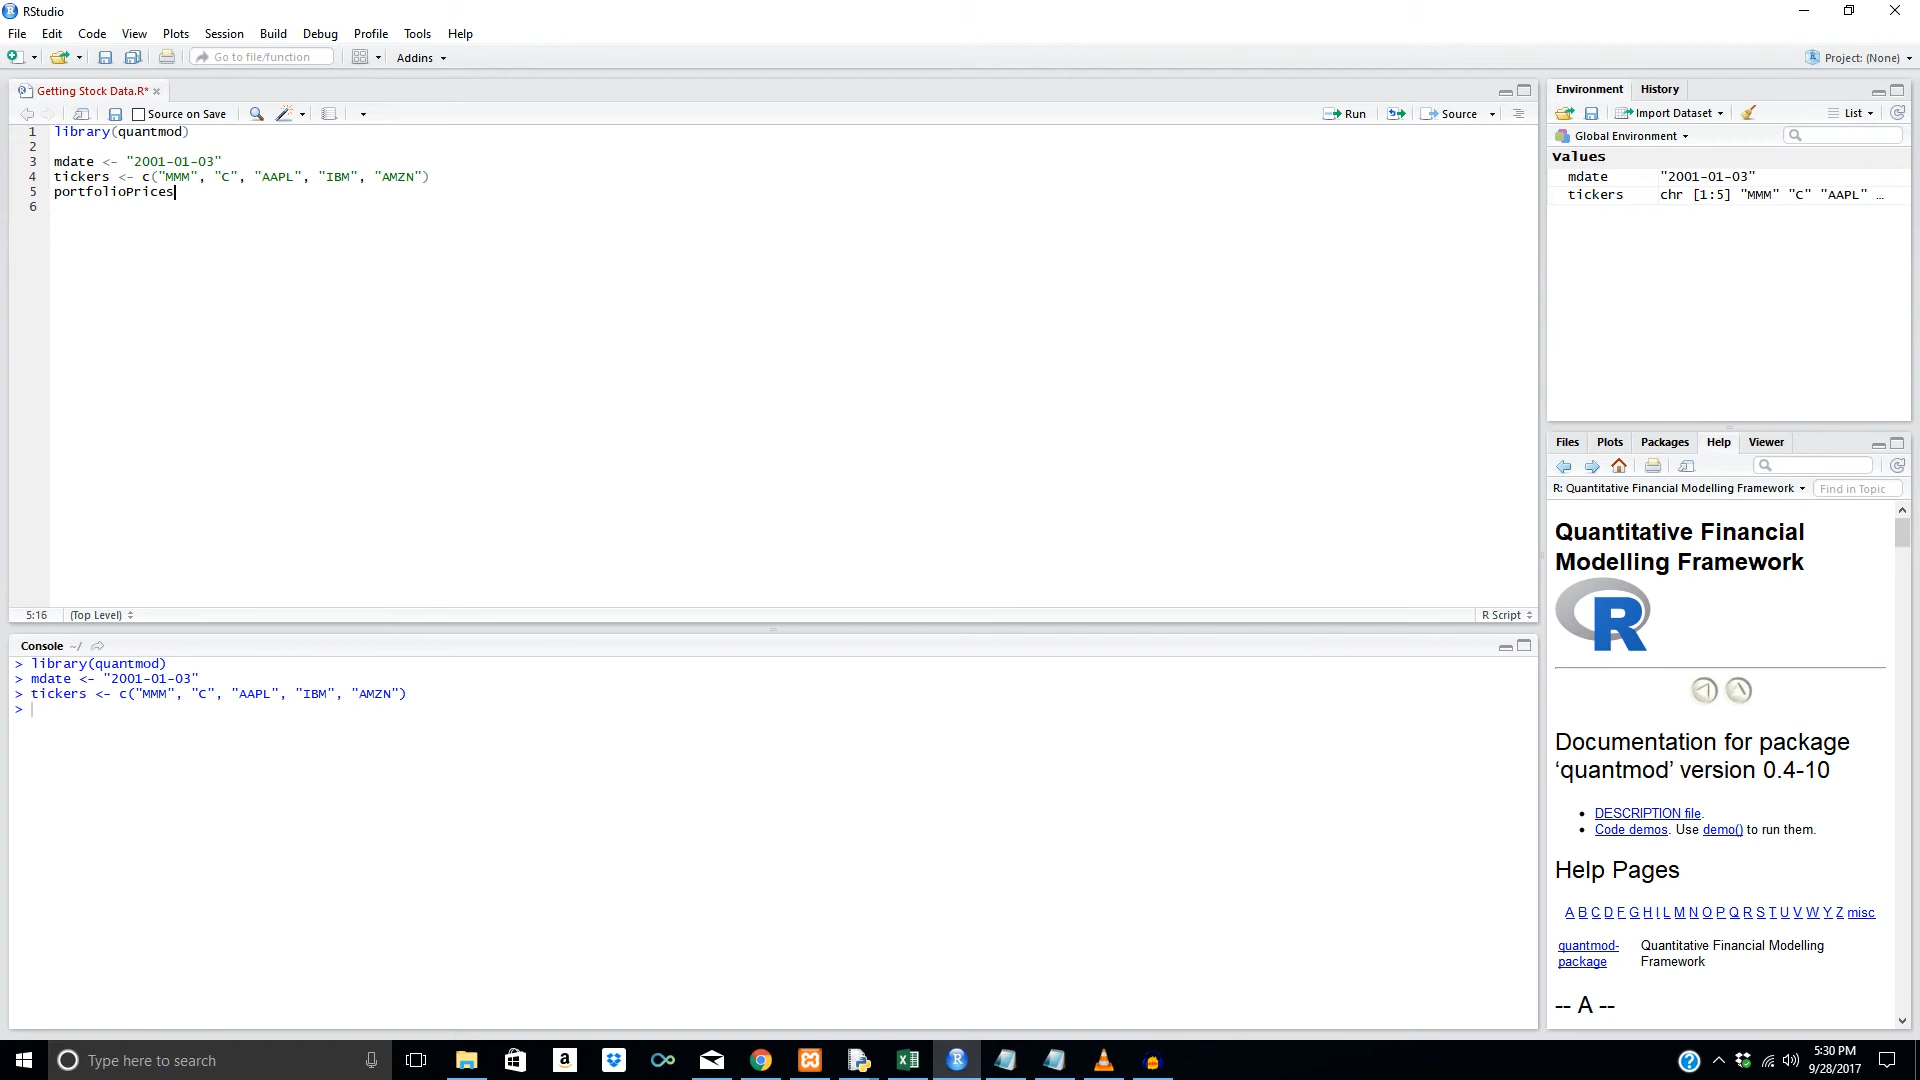 RStudio
File Edit Code View Plots Session Build Debug Profile Tools Help
Go to file/function Addins Project: (None)
Getting Stock Data.R*
Source on Save Run Source
1 library(quantmod)
2
3 mdate <- "2001-01-03"
4 tickers <- c("MMM", "C", "AAPL", "IBM", "AMZN")
5 portfolioPrices
6
5:16 (Top Level) R Script
Console ~/
> library(quantmod)
> mdate <- "2001-01-03"
> tickers <- c("MMM", "C", "AAPL", "IBM", "AMZN")
>
Environment History
Import Dataset List
Global Environment
Values
mdate "2001-01-03"
tickers chr [1:5] "MMM" "C" "AAPL" …
Files Plots Packages Help Viewer
R: Quantitative Financial Modelling Framework Find in Topic
Quantitative Financial
Modelling Framework
R
Documentation for package
‘quantmod’ version 0.4-10
• DESCRIPTION file.
• Code demos. Use demo() to run them.
Help Pages
A B C D F G H I L M N O P Q R S T U V W Y Z misc
quantmod-package Quantitative Financial Modelling Framework
-- A --
Type here to search
5:30 PM
9/28/2017